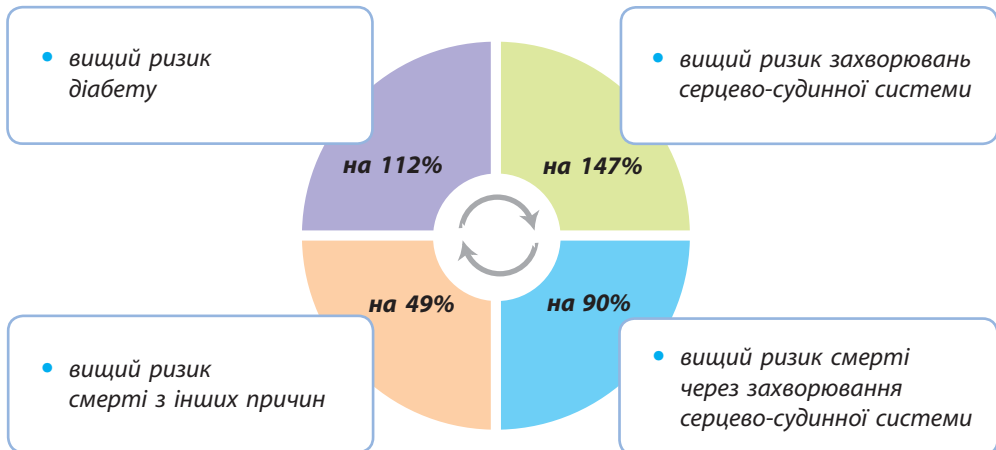 • вищий ризик
діабету
на 112%
• вищий ризик захворювань
серцево-судинної системи
на 147%
на 49%
• вищий ризик
смерті з інших причин
на 90%
• вищий ризик смерті
через захворювання
серцево-судинної системи